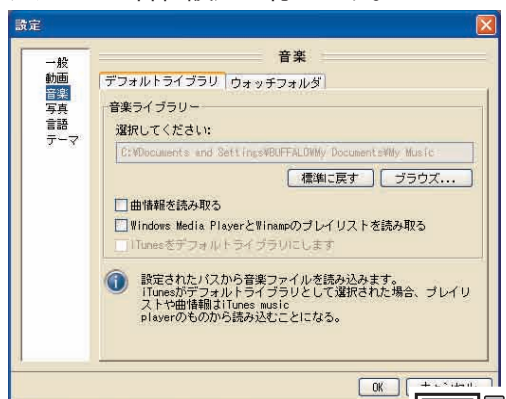 設定
一般
動画
音楽
写真
言語
テーマ
音楽
デフォルトライブラリ ウォッチフォルダ
音楽ライブラリー
選択してください:
C:¥Documents and Settings¥BUFFALO¥My Documents¥My Music
標準に戻す ブラウズ...
曲情報を読み取る
Windows Media PlayerとWinampのプレイリストを読み取る
iTunesをデフォルトライブラリにします
設定されたパスから音楽ファイルを読み込みます。
iTunesがデフォルトライブラリとして選択された場合、プレイリ
ストや曲情報はiTunes music
playerのものから読み込むことになる。
OK